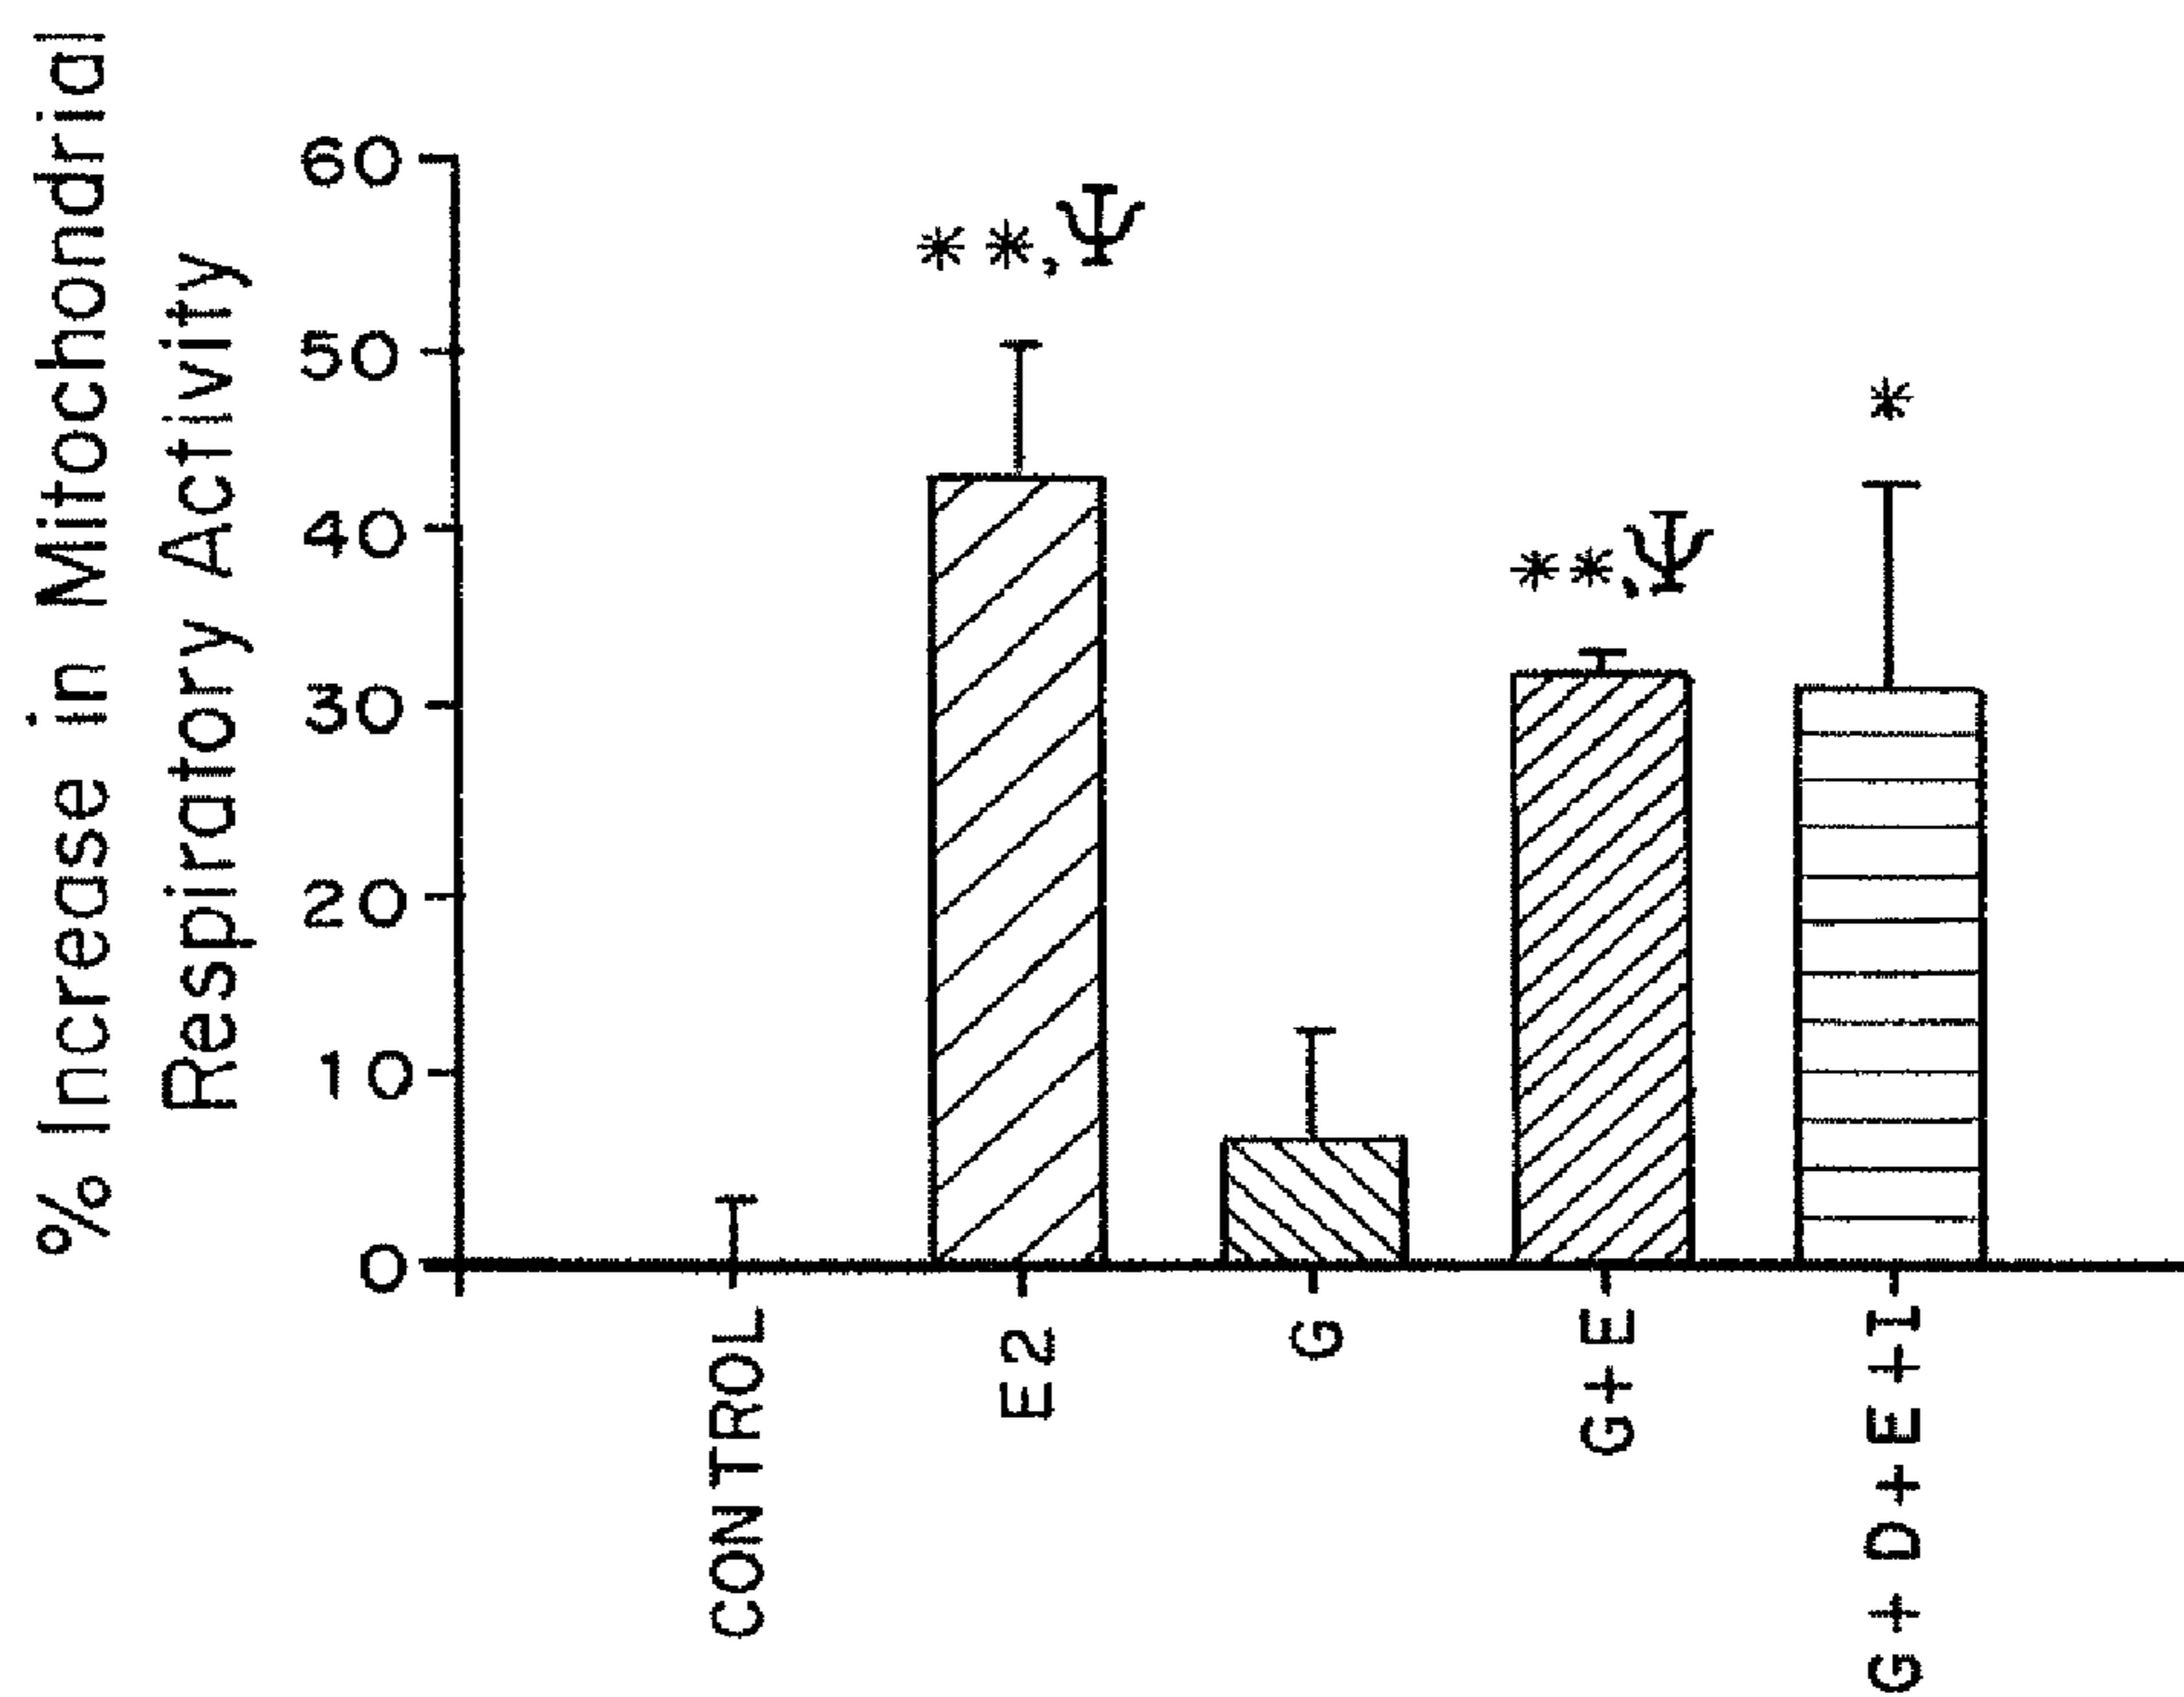 % Increase in Mitochondrial
Respiratory Activity
60
50
40
30
20
10
0
**,Ψ
**,Ψ
*
CONTROL
E2
G
G+E
G+D+E+I